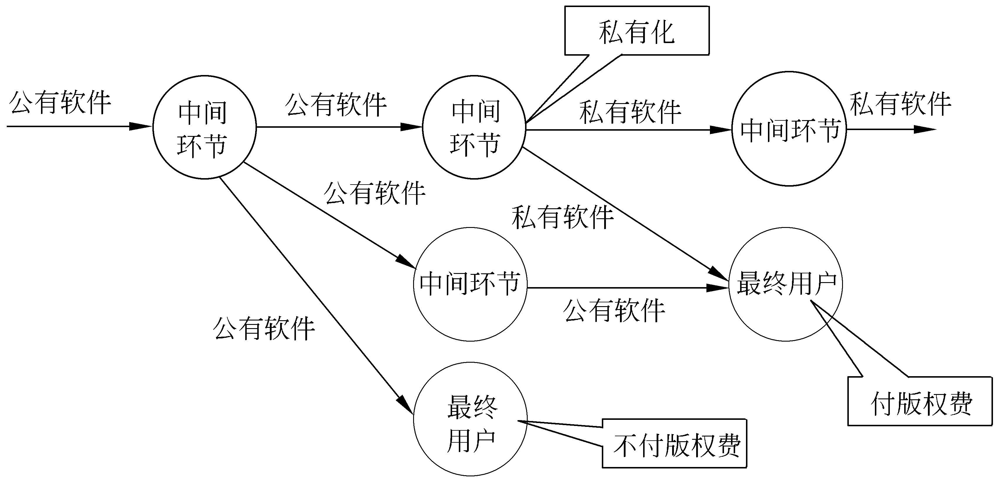 私有化
公有软件
中间
环节
公有软件
中间
环节
私有软件
中间环节
私有软件
公有软件
私有软件
中间环节
公有软件
最终用户
公有软件
最终
用户
不付版权费
付版权费